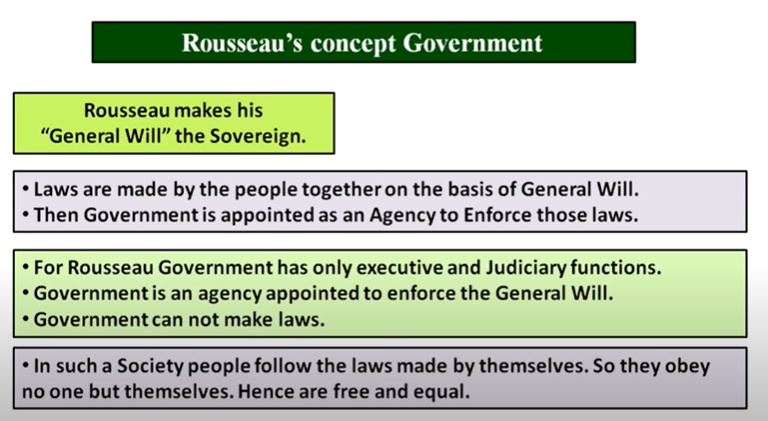 Rousseau's concept Government
Rousseau makes his
“General Will” the Sovereign.
• Laws are made by the people together on the basis of General Will.
• Then Government is appointed as an Agency to Enforce those laws.
• For Rousseau Government has only executive and Judiciary functions.
• Government is an agency appointed to enforce the General Will.
• Government can not make laws.
• In such a Society people follow the laws made by themselves. So they obey
no one but themselves. Hence are free and equal.